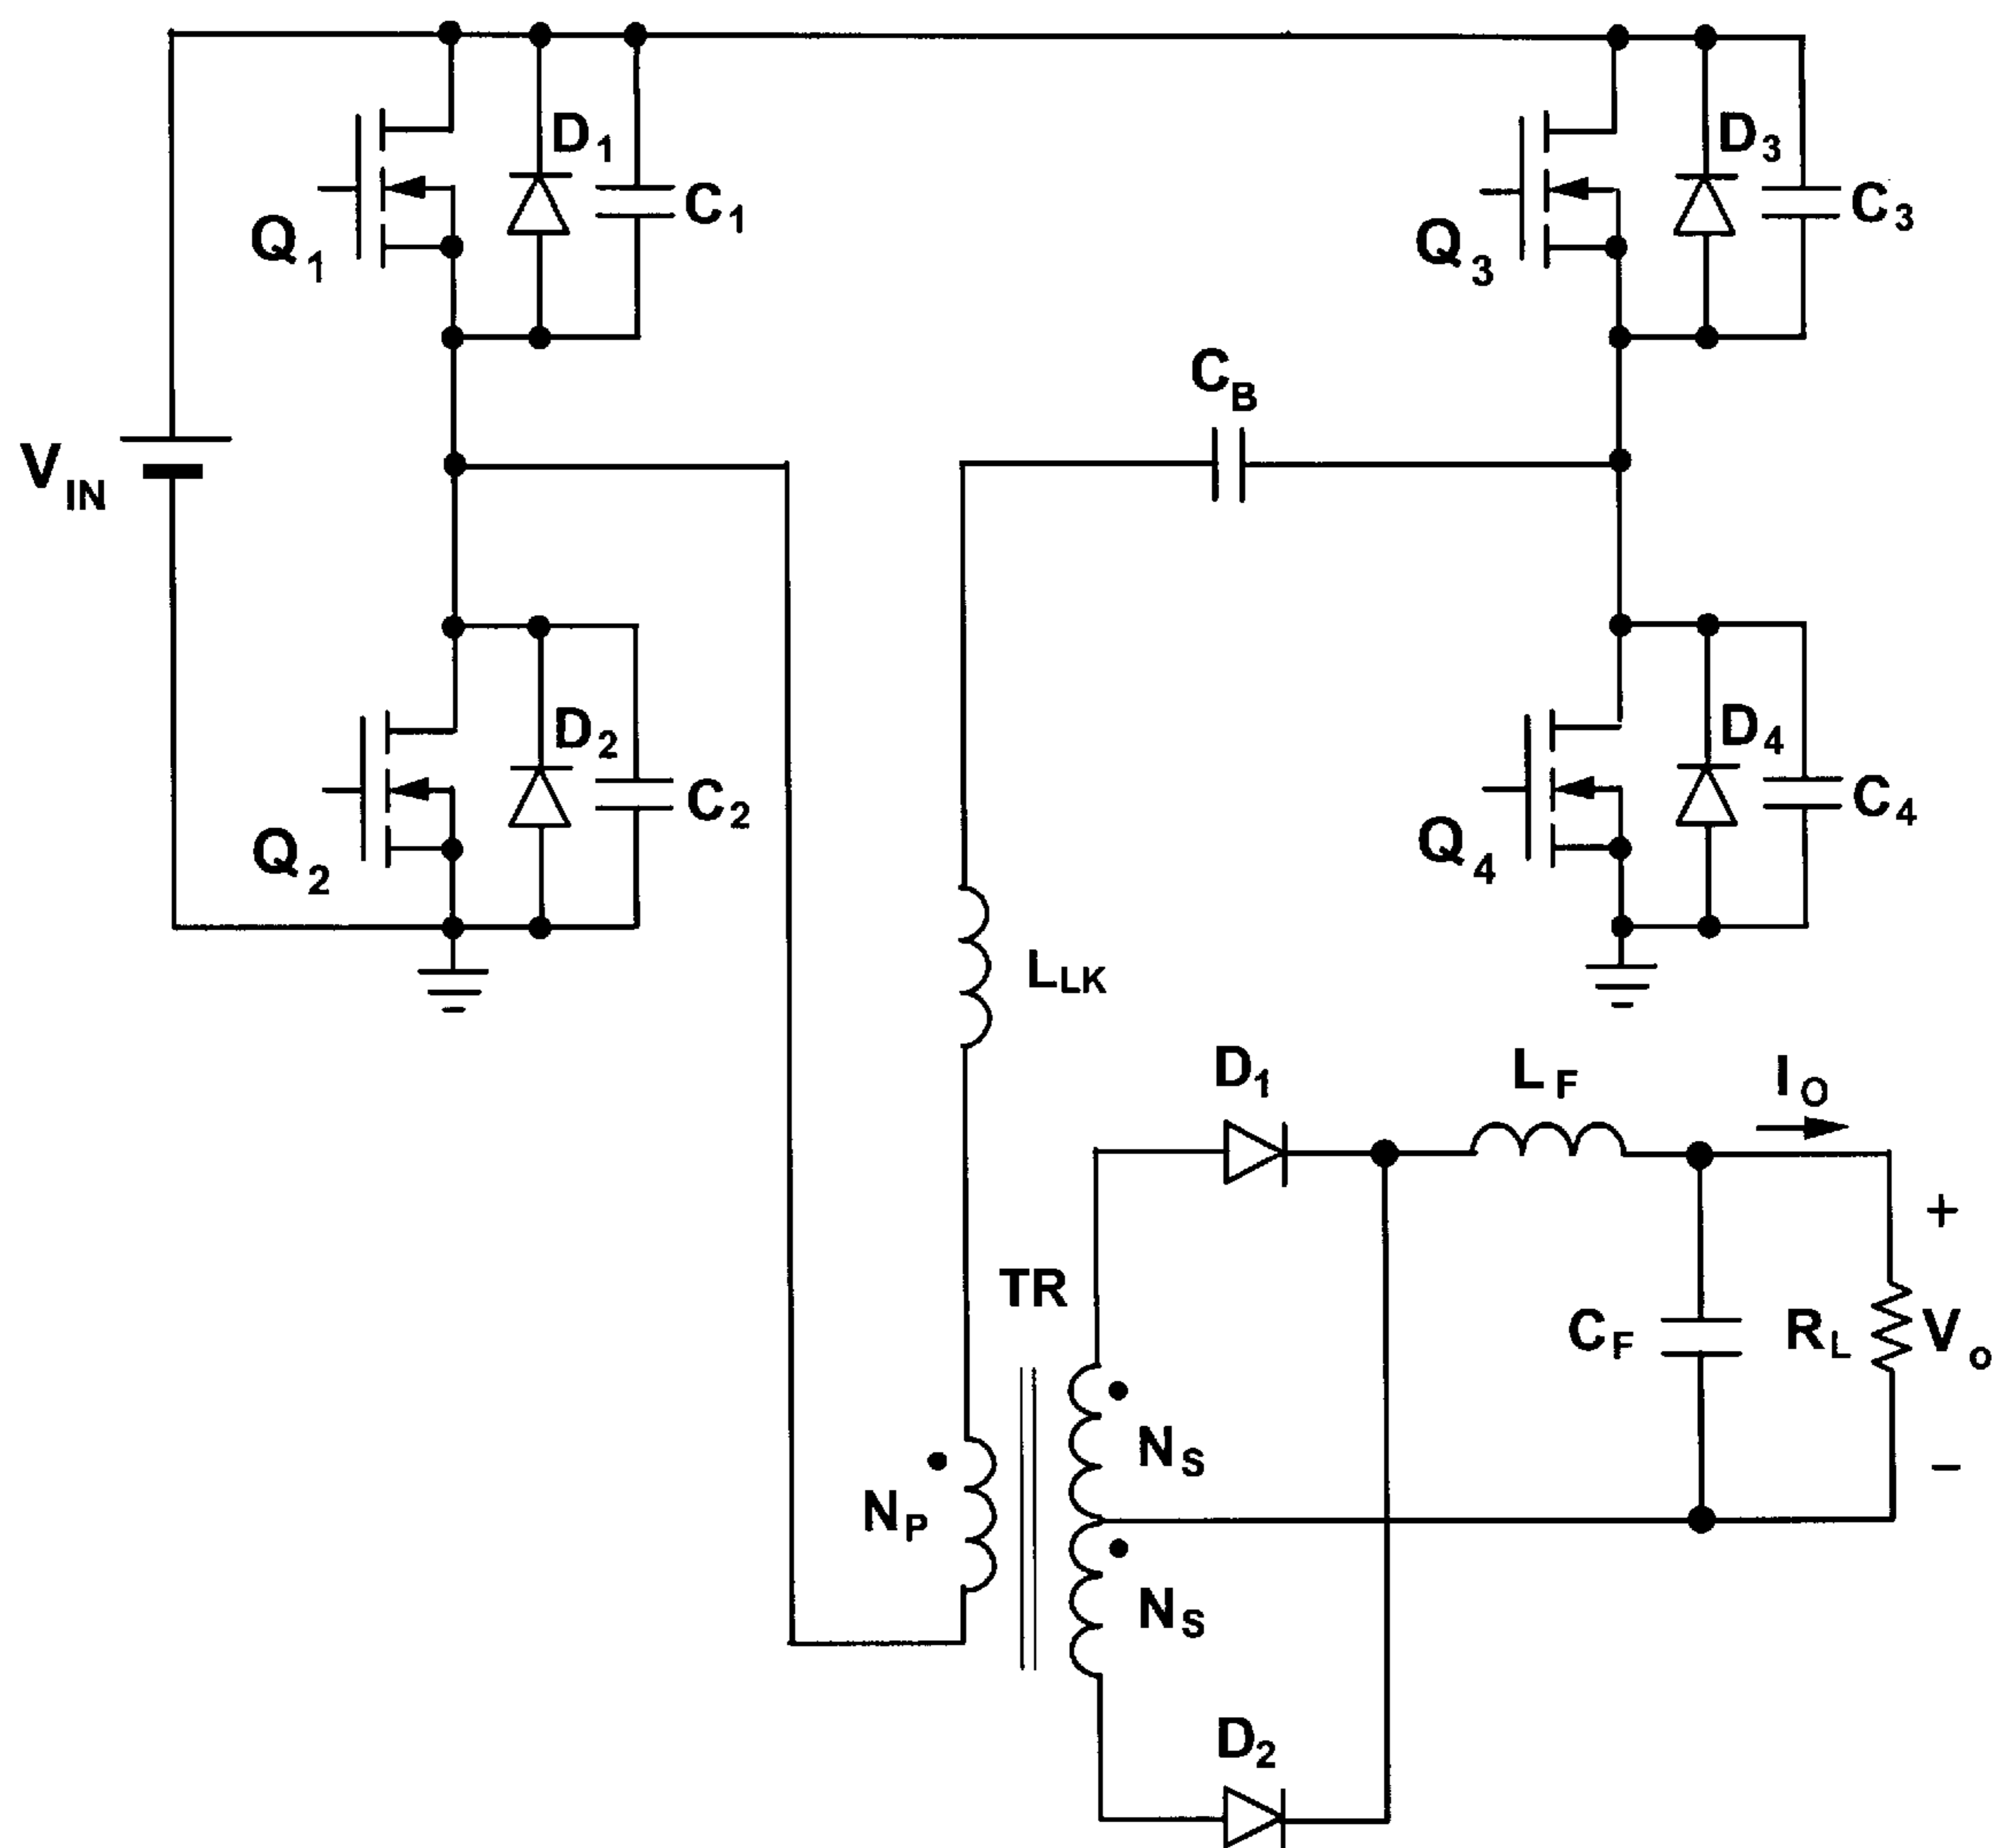 D1
C1
Q1
D3
C3
Q3
CB
VIN
D2
C2
Q2
D4
C4
Q4
LLK
D1
LF
IO
+
TR
CF
RL
Vo
NS
−
NP
NS
D2